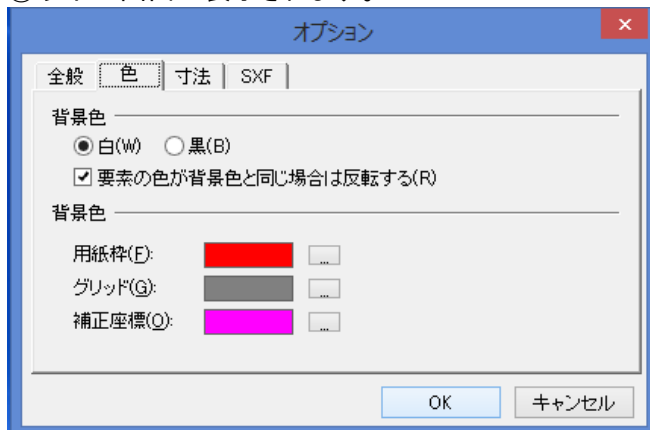 オプション
×
全般 色 寸法 SXF
背景色
白(W) 黒(B)
要素の色が背景色と同じ場合は反転する(R)
背景色
用紙枠(F): ...
グリッド(G): ...
補正座標(O): ...
OK キャンセル